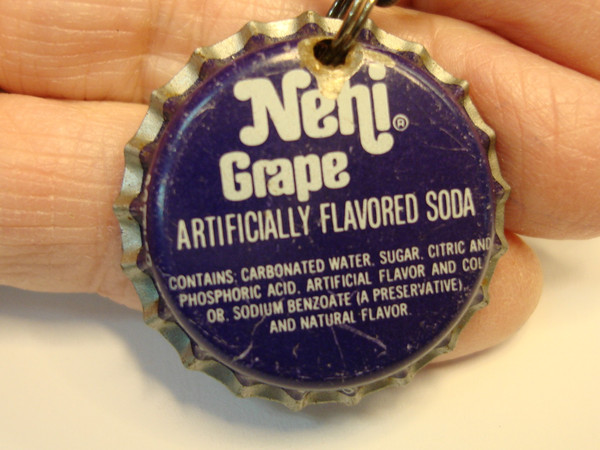 Nehi®
Grape
ARTIFICIALLY FLAVORED SODA
CONTAINS: CARBONATED WATER, SUGAR, CITRIC AND
PHOSPHORIC ACID, ARTIFICIAL FLAVOR AND COL
OB, SODIUM BENZOATE (A PRESERVATIVE),
AND NATURAL FLAVOR.